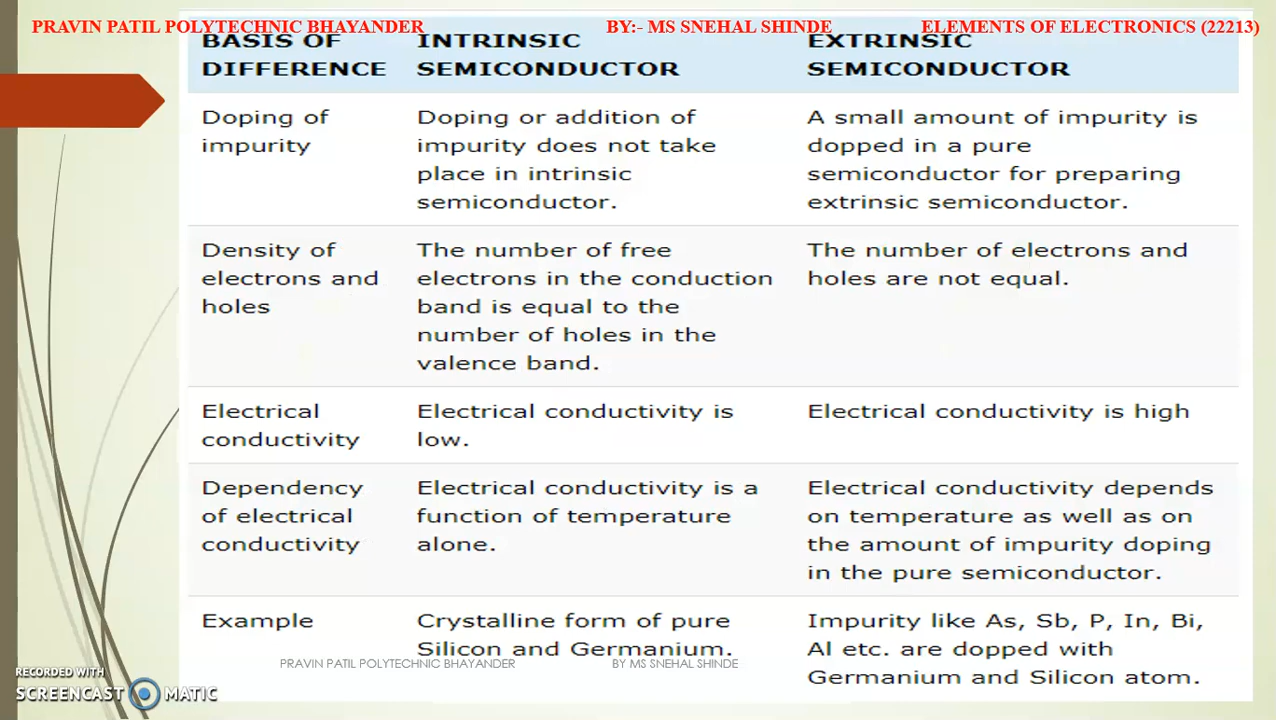 PRAVIN PATIL POLYTECHNIC BHAYANDER BY:- MS SNEHAL SHINDE ELEMENTS OF ELECTRONICS (22213)
BASIS OF DIFFERENCE
INTRINSIC SEMICONDUCTOR
EXTRINSIC SEMICONDUCTOR
Doping of
impurity
Doping or addition of
impurity does not take
place in intrinsic
semiconductor.
A small amount of impurity is
dopped in a pure
semiconductor for preparing
extrinsic semiconductor.
Density of
electrons and
holes
The number of free
electrons in the conduction
band is equal to the
number of holes in the
valence band.
The number of electrons and
holes are not equal.
Electrical
conductivity
Electrical conductivity is
low.
Electrical conductivity is high
Dependency
of electrical
conductivity
Electrical conductivity is a
function of temperature
alone.
Electrical conductivity depends
on temperature as well as on
the amount of impurity doping
in the pure semiconductor.
Example
Crystalline form of pure
Silicon and Germanium.
Impurity like As, Sb, P, In, Bi,
Al etc. are dopped with
Germanium and Silicon atom.
PRAVIN PATIL POLYTECHNIC BHAYANDER BY MS SNEHAL SHINDE
RECORDED WITH
SCREENCAST MATIC